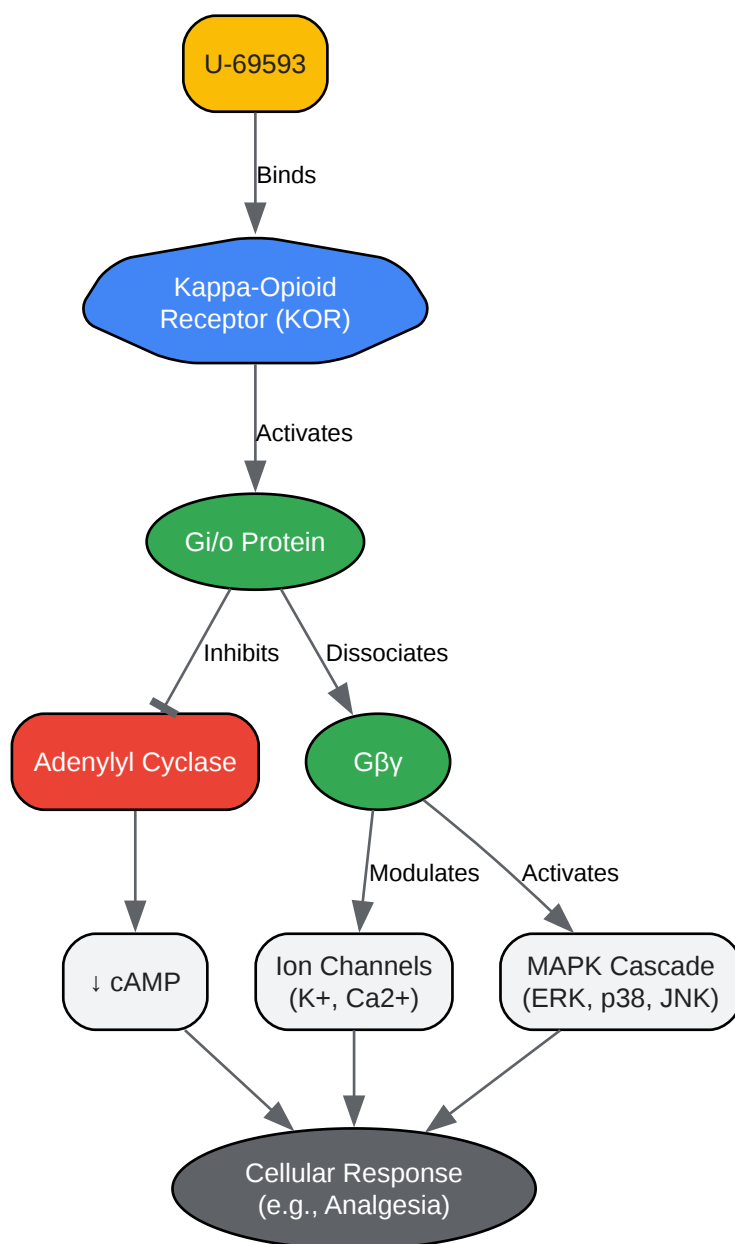 U-69593
Binds
Kappa-Opioid
Receptor (KOR)
Activates
Gi/o Protein
Inhibits
Dissociates
Adenylyl Cyclase
Gβγ
Modulates
Activates
↓ cAMP
Ion Channels
(K+, Ca2+)
MAPK Cascade
(ERK, p38, JNK)
Cellular Response
(e.g., Analgesia)